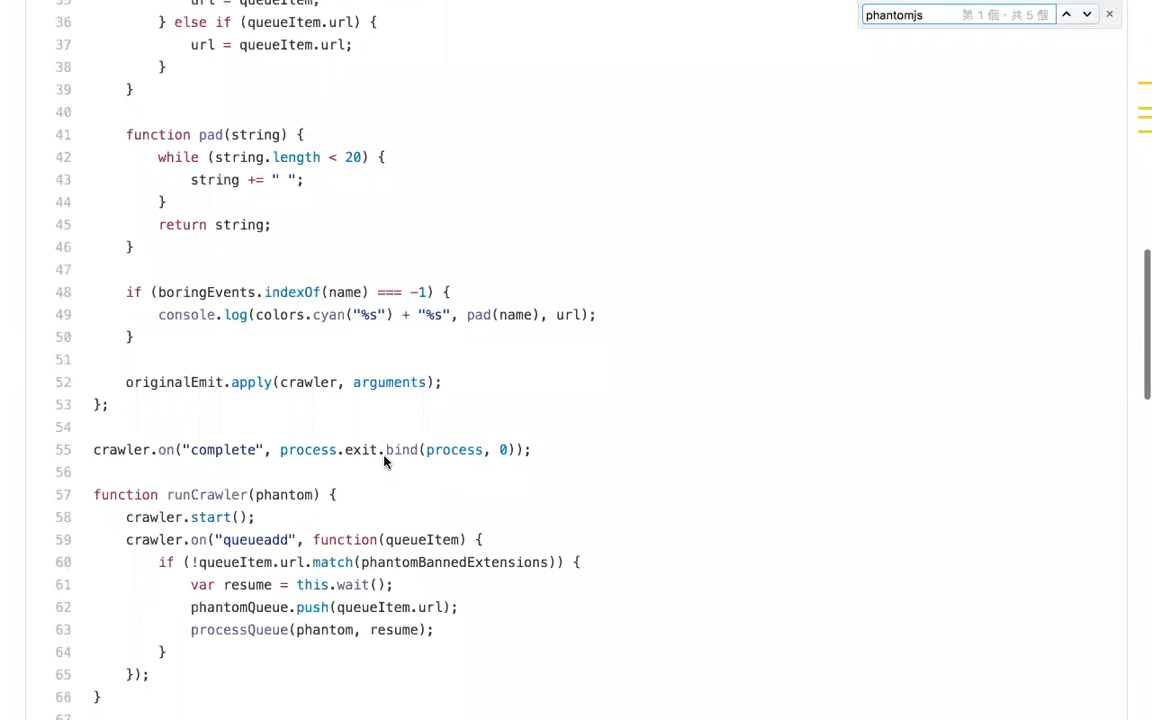 35 url = queueItem;
36 } else if (queueItem.url) {
37 url = queueItem.url;
38 }
39 }
40
41 function pad(string) {
42 while (string.length < 20) {
43 string += " ";
44 }
45 return string;
46 }
47
48 if (boringEvents.indexOf(name) === -1) {
49 console.log(colors.cyan("%s") + "%s", pad(name), url);
50 }
51
52 originalEmit.apply(crawler, arguments);
53 };
54
55 crawler.on("complete", process.exit.bind(process, 0));
56
57 function runCrawler(phantom) {
58 crawler.start();
59 crawler.on("queueadd", function(queueItem) {
60 if (!queueItem.url.match(phantomBannedExtensions)) {
61 var resume = this.wait();
62 phantomQueue.push(queueItem.url);
63 processQueue(phantom, resume);
64 }
65 });
66 }
67
phantomjs 第 1 個，共 5 個